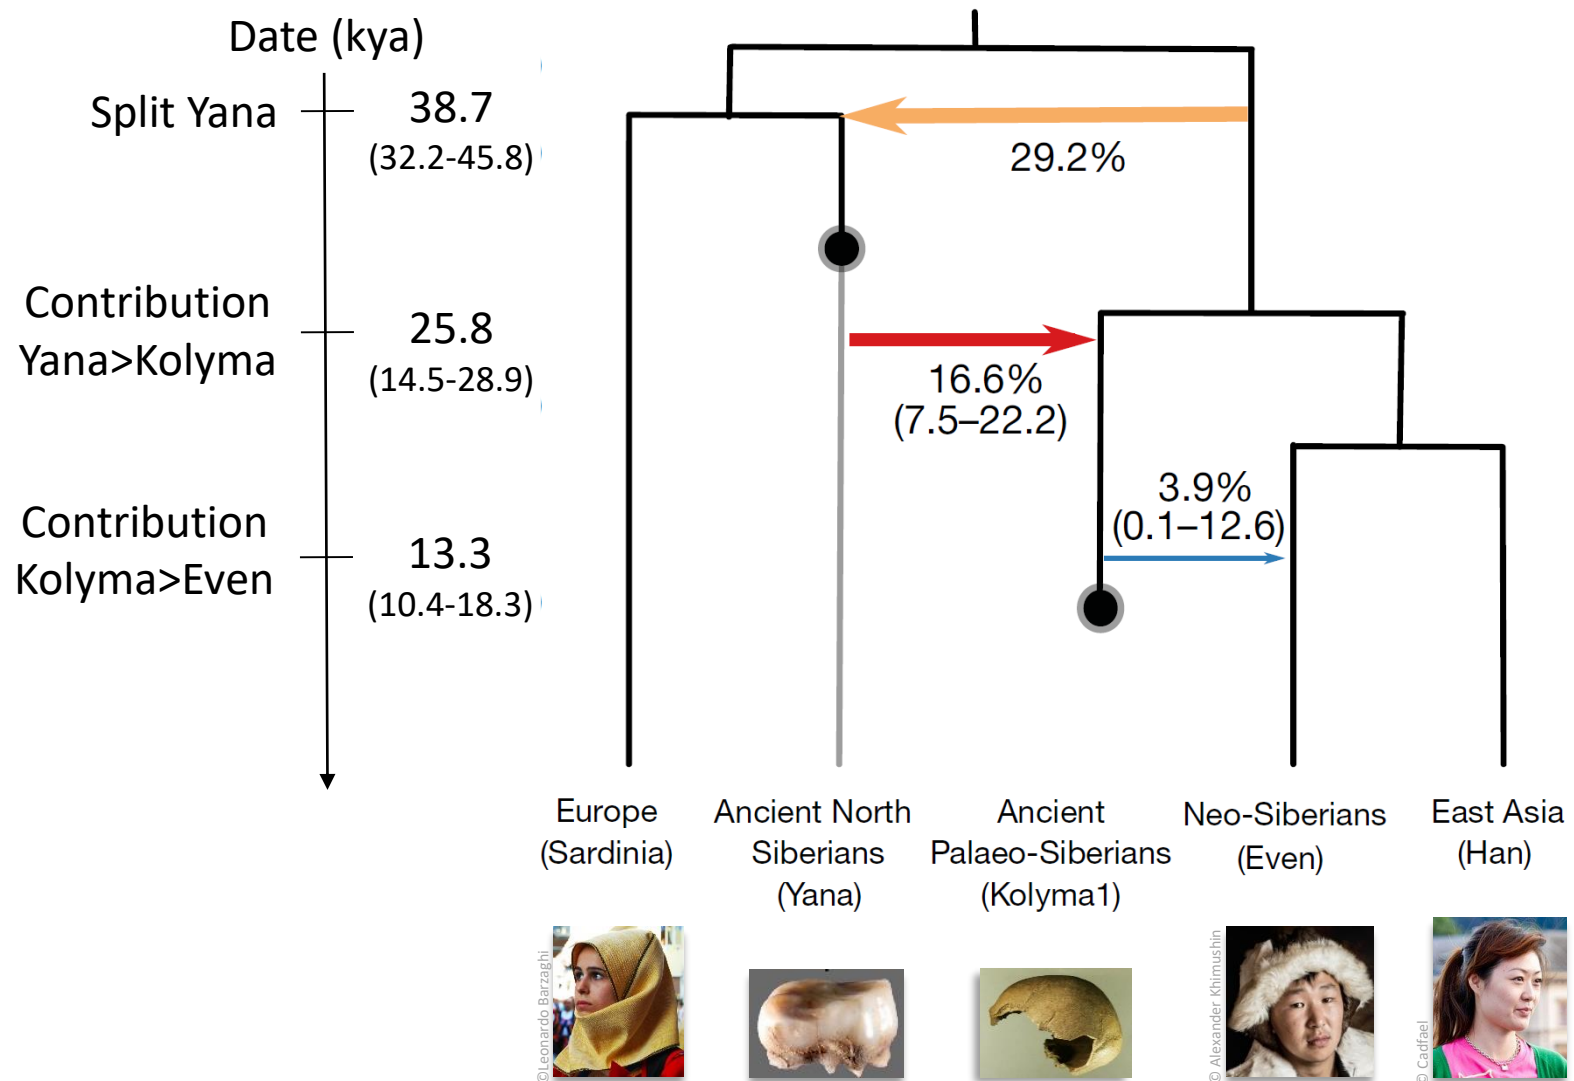 Date (kya)
Split Yana
38.7
(32.2-45.8)
29.2%
Contribution
Yana>Kolyma
25.8
(14.5-28.9)
16.6%
(7.5–22.2)
Contribution
Kolyma>Even
13.3
(10.4-18.3)
3.9%
(0.1–12.6)
Europe
(Sardinia)
Ancient North
Siberians
(Yana)
Ancient
Palaeo-Siberians
(Kolyma1)
Neo-Siberians
(Even)
East Asia
(Han)
©Leonardo Barzaghi
© Alexander Khimushin
© Cadfael